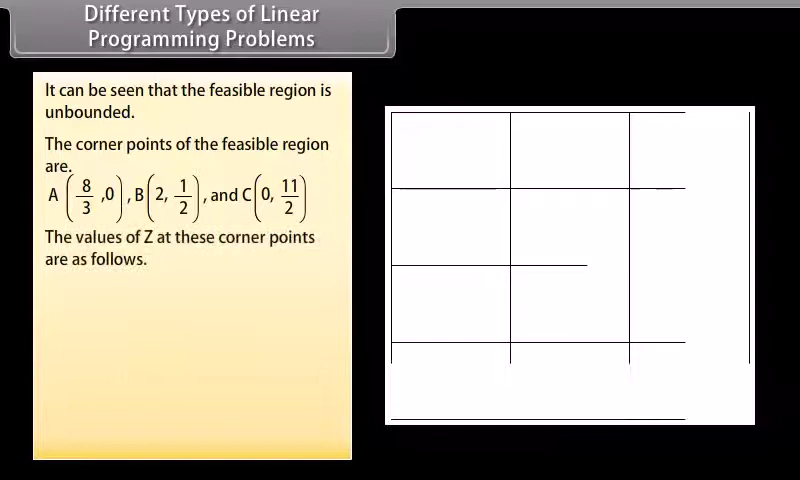 Different Types of Linear
Programming Problems
It can be seen that the feasible region is
unbounded.
The corner points of the feasible region
are.
A (8/3 ,0), B(2, 1/2), and C(0, 11/2)
The values of Z at these corner points
are as follows.